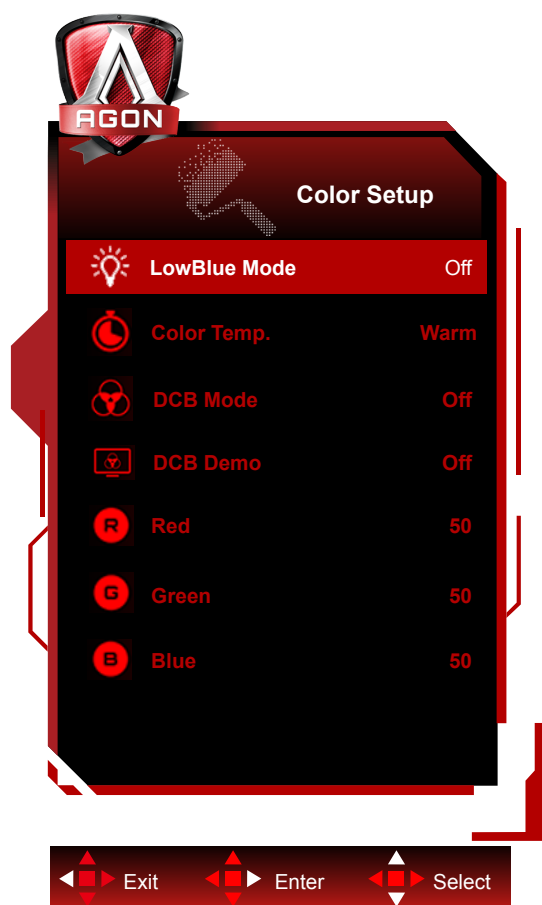 AGON
Color Setup
LowBlue Mode Off
Color Temp. Warm
DCB Mode Off
DCB Demo Off
R Red 50
G Green 50
B Blue 50
Exit Enter Select